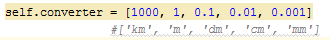 self.converter = [1000, 1, 0.1, 0.01, 0.001]
#['km', 'm', 'dm', 'cm', 'mm']